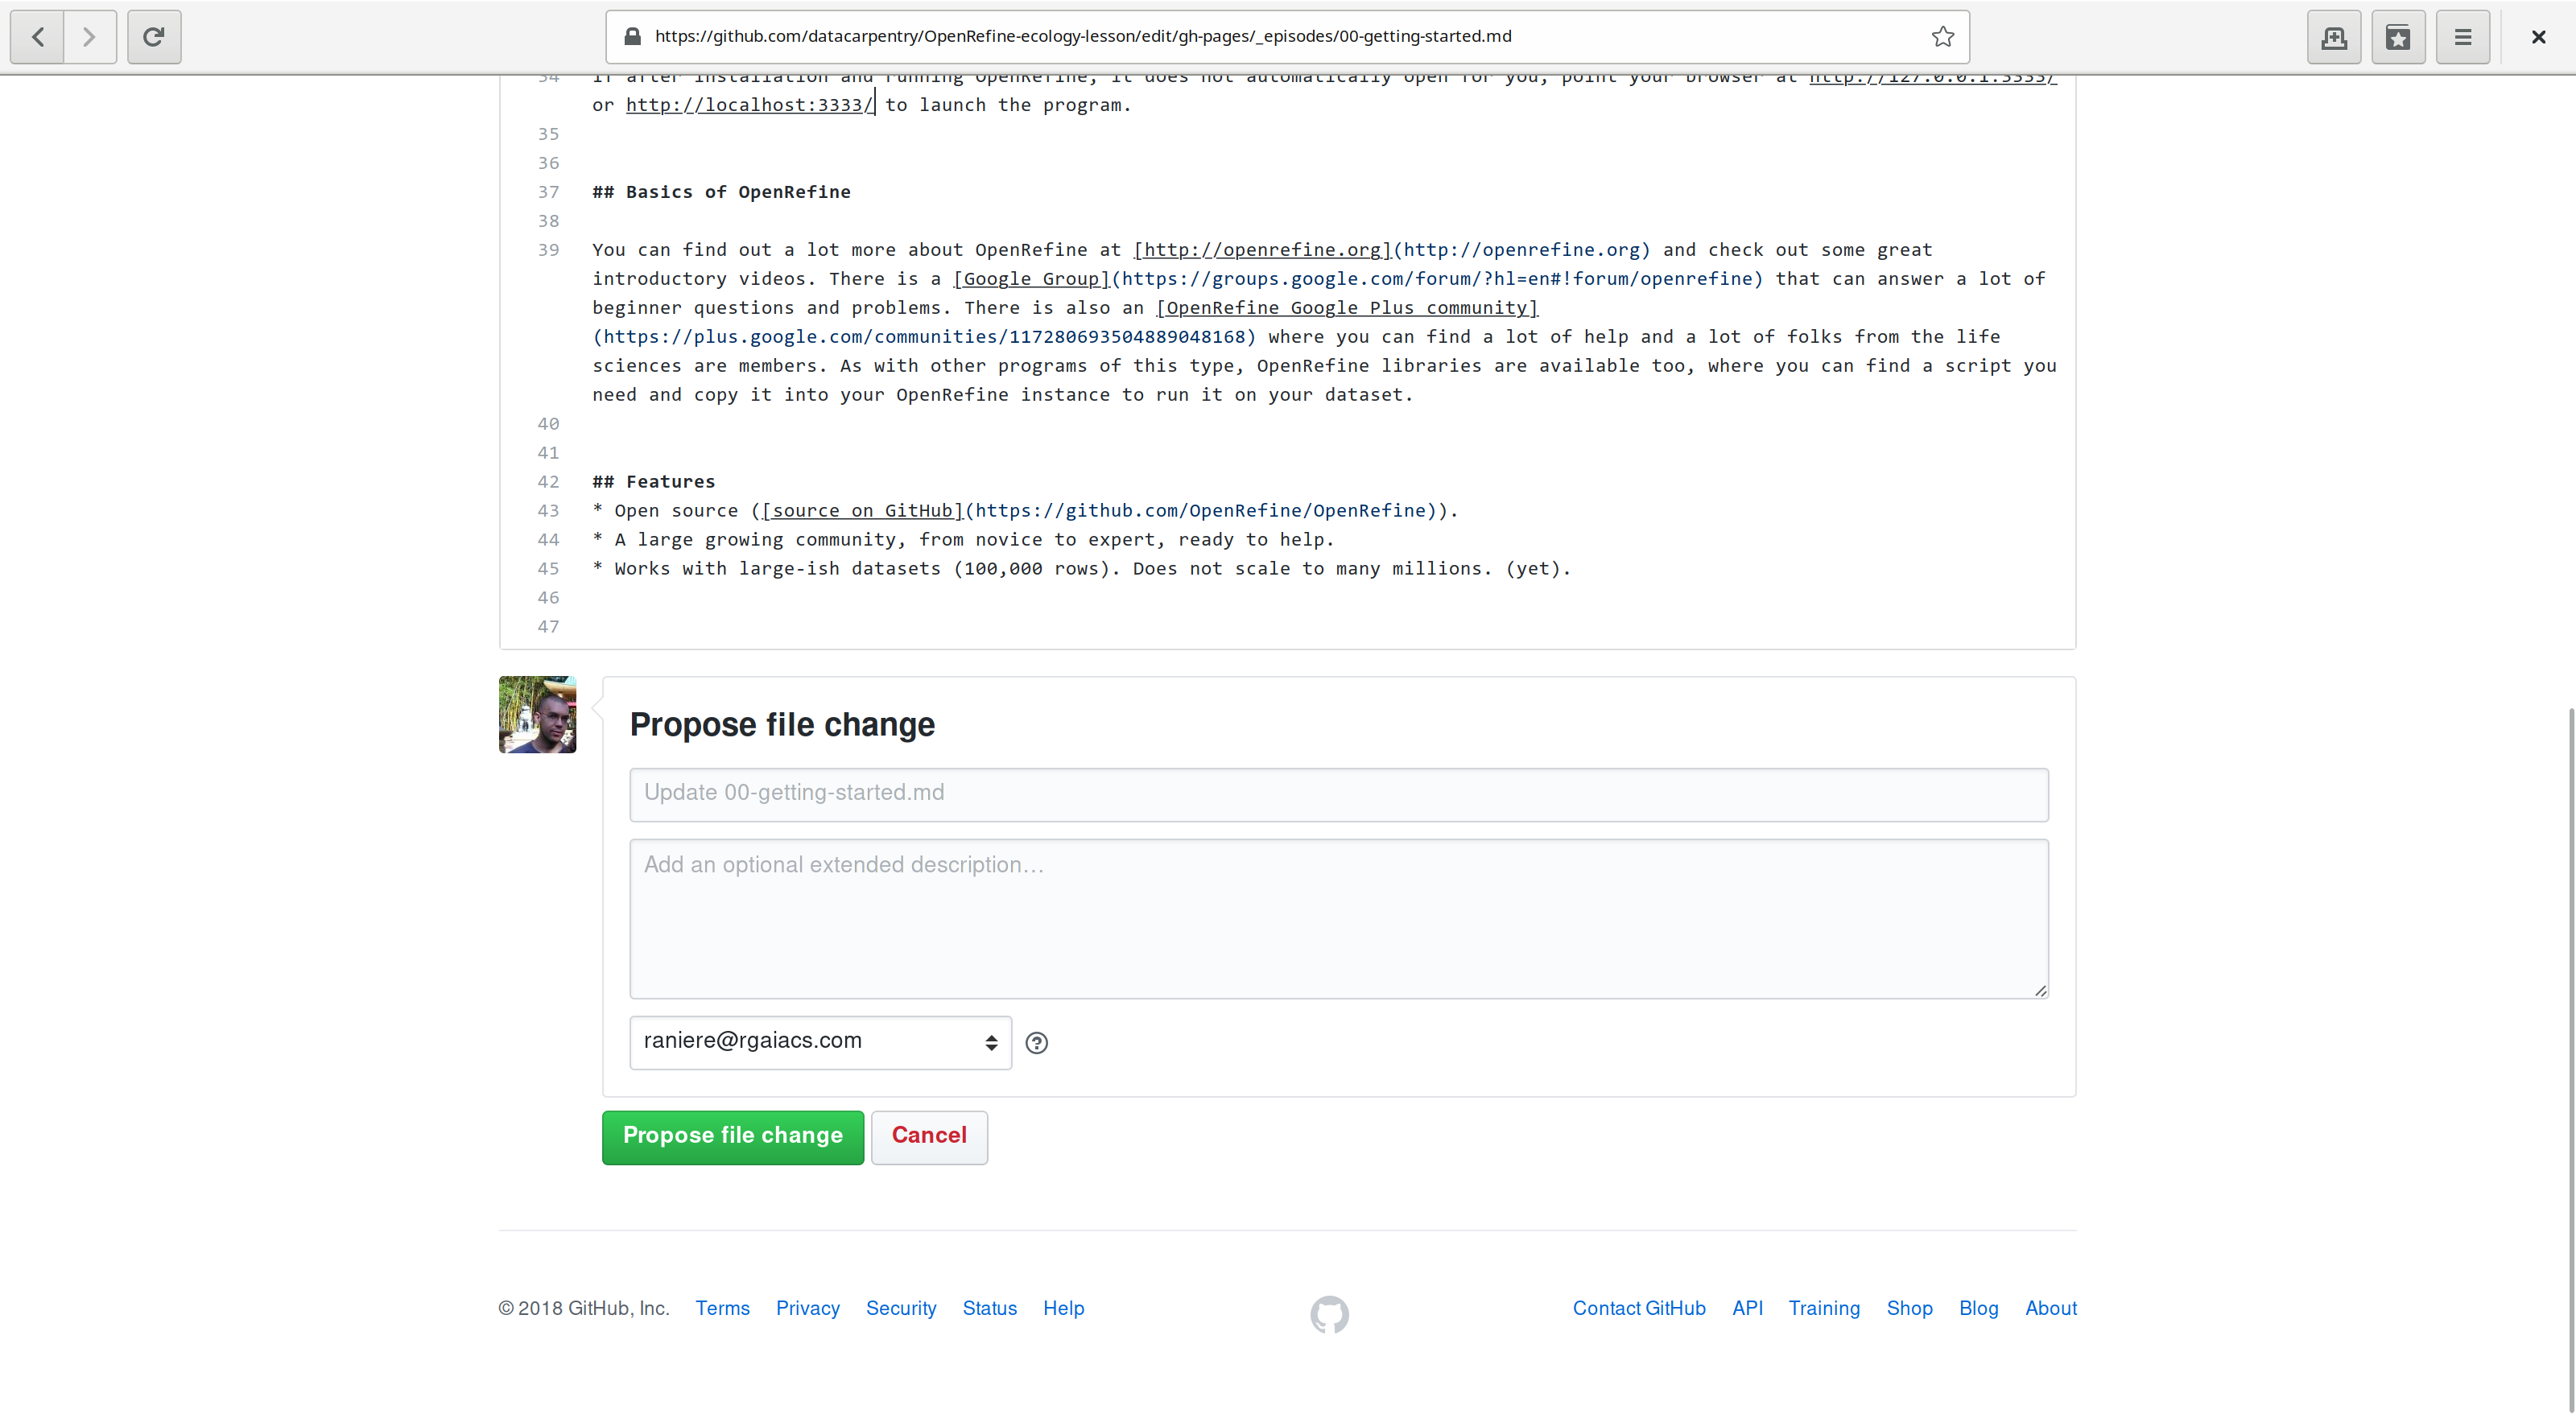 https://github.com/datacarpentry/OpenRefine-ecology-lesson/edit/gh-pages/_episodes/00-getting-started.md
34 If after installation and running OpenRefine, it does not automatically open for you, point your browser at http://127.0.0.1:3333/
or http://localhost:3333/ to launch the program.
35
36
37 ## Basics of OpenRefine
38
39 You can find out a lot more about OpenRefine at [http://openrefine.org](http://openrefine.org) and check out some great
introductory videos. There is a [Google Group](https://groups.google.com/forum/?hl=en#!forum/openrefine) that can answer a lot of
beginner questions and problems. There is also an [OpenRefine Google Plus community]
(https://plus.google.com/communities/117280693504889048168) where you can find a lot of help and a lot of folks from the life
sciences are members. As with other programs of this type, OpenRefine libraries are available too, where you can find a script you
need and copy it into your OpenRefine instance to run it on your dataset.
40
41
42 ## Features
43 * Open source ([source on GitHub](https://github.com/OpenRefine/OpenRefine)).
44 * A large growing community, from novice to expert, ready to help.
45 * Works with large-ish datasets (100,000 rows). Does not scale to many millions. (yet).
46
47
Propose file change
Update 00-getting-started.md
Add an optional extended description…
raniere@rgaiacs.com
Propose file change Cancel
© 2018 GitHub, Inc. Terms Privacy Security Status Help Contact GitHub API Training Shop Blog About